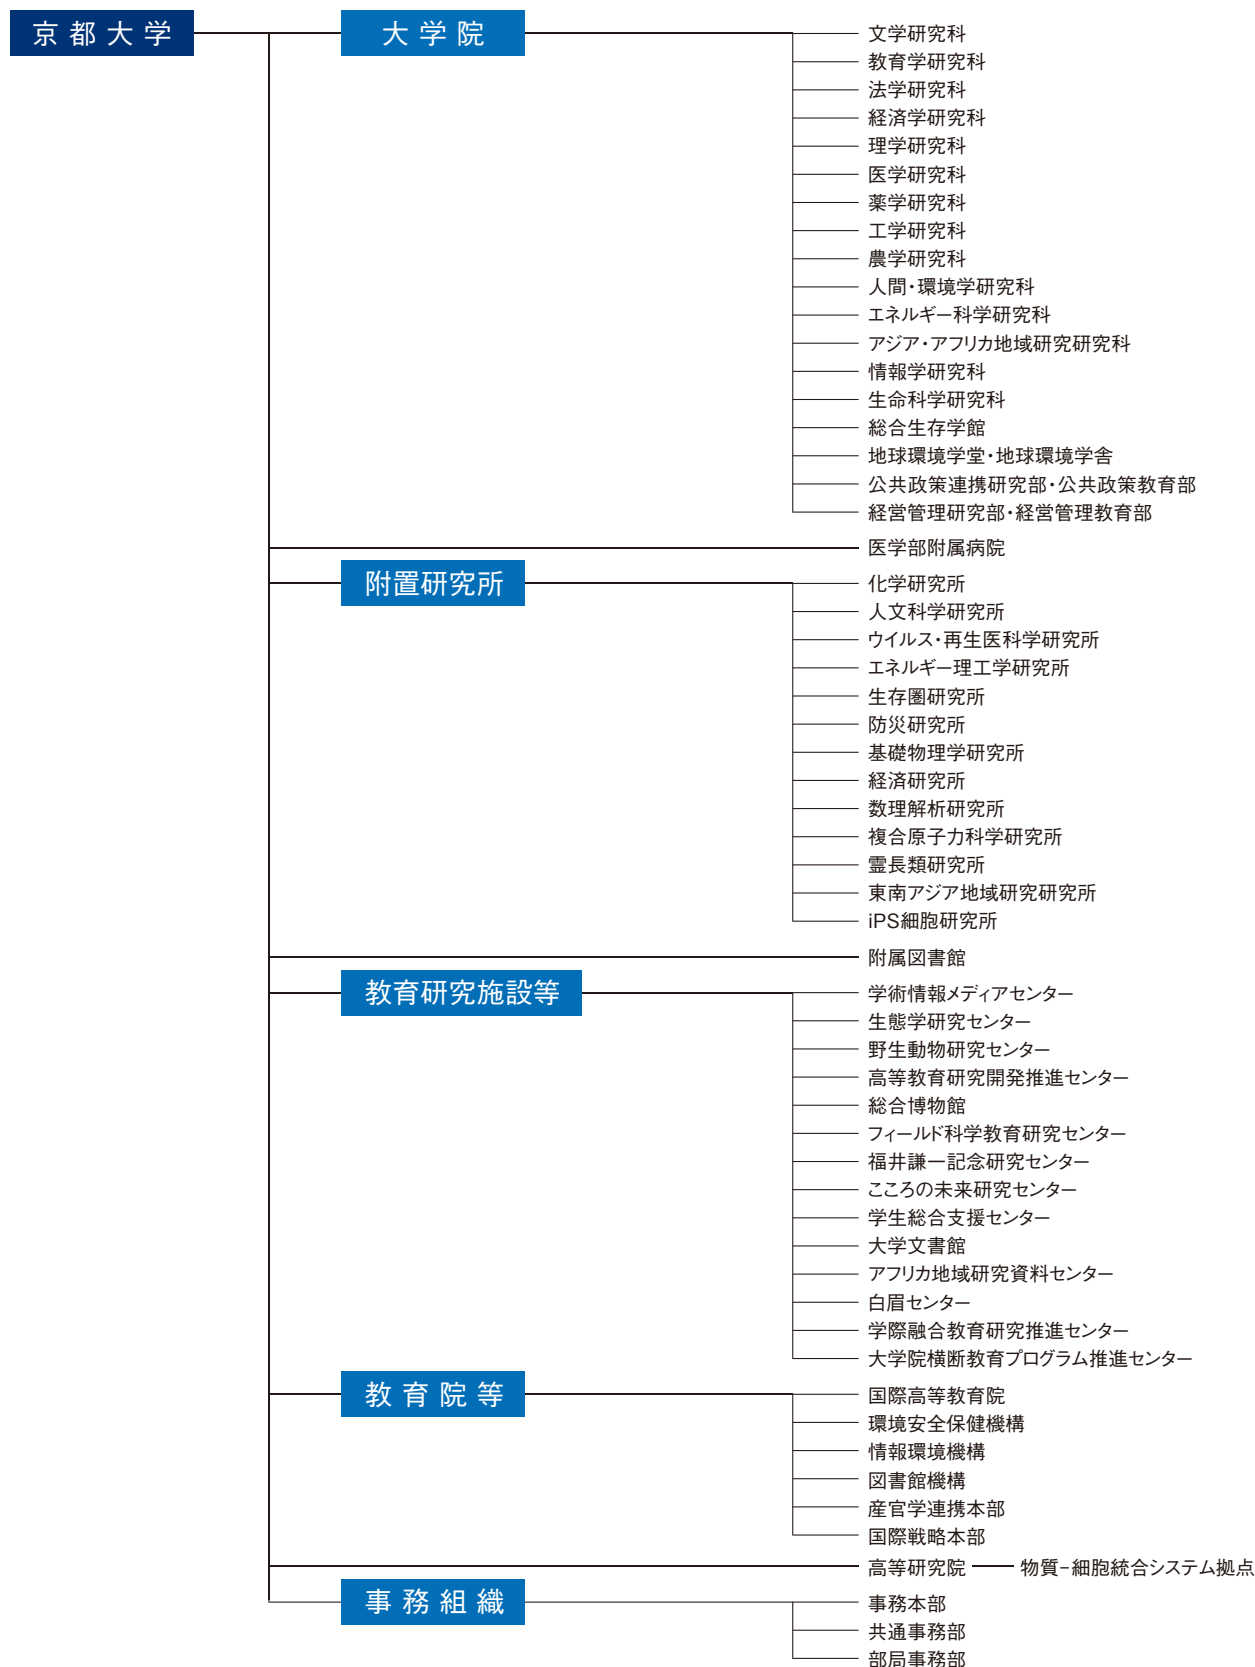 京都大学
大学院
文学研究科
教育学研究科
法学研究科
経済学研究科
理学研究科
医学研究科
薬学研究科
工学研究科
農学研究科
人間・環境学研究科
エネルギー科学研究科
アジア・アフリカ地域研究研究科
情報学研究科
生命科学研究科
総合生存学館
地球環境学堂・地球環境学舎
公共政策連携研究部・公共政策教育部
経営管理研究部・経営管理教育部
医学部附属病院
附置研究所
化学研究所
人文科学研究所
ウイルス・再生医科学研究所
エネルギー理工学研究所
生存圏研究所
防災研究所
基礎物理学研究所
経済研究所
数理解析研究所
複合原子力科学研究所
霊長類研究所
東南アジア地域研究研究所
iPS細胞研究所
附属図書館
教育研究施設等
学術情報メディアセンター
生態学研究センター
野生動物研究センター
高等教育研究開発推進センター
総合博物館
フィールド科学教育研究センター
福井謙一記念研究センター
こころの未来研究センター
学生総合支援センター
大学文書館
アフリカ地域研究資料センター
白眉センター
学際融合教育研究推進センター
大学院横断教育プログラム推進センター
教育院等
国際高等教育院
環境安全保健機構
情報環境機構
図書館機構
産官学連携本部
国際戦略本部
高等研究院 物質−細胞統合システム拠点
事務組織
事務本部
共通事務部
部局事務部